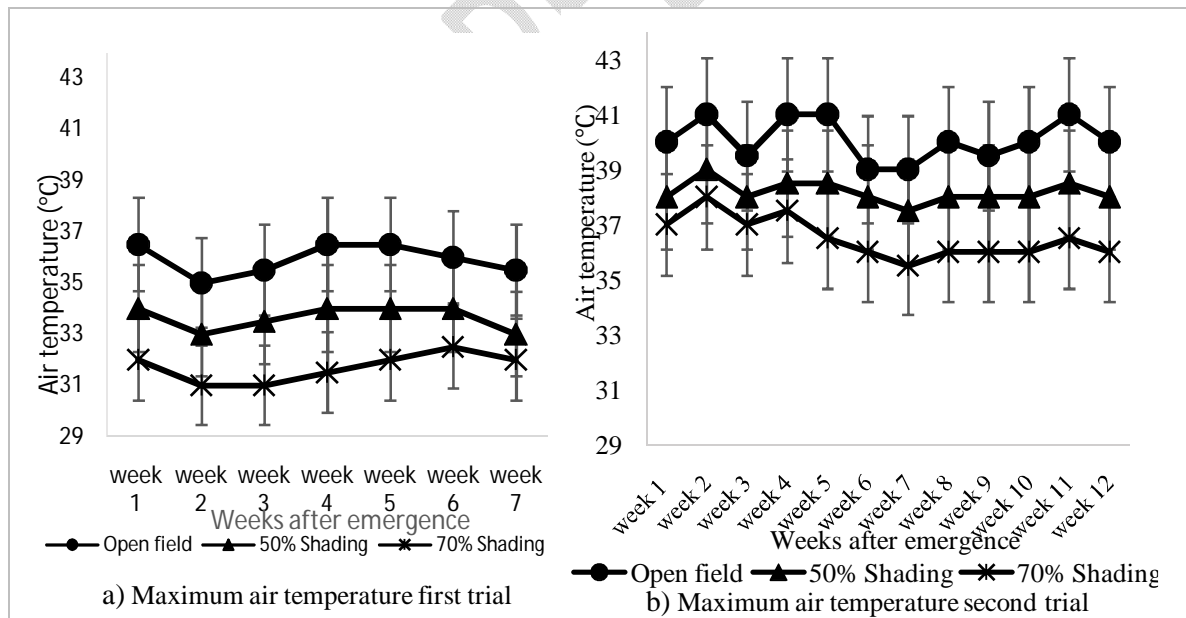 43
41
39
37
35
33
31
29
Air temperature (°C)
week 1 week 2 week 3 week 4 week 5 week 6 week 7
Weeks after emergence
Open field 50% Shading 70% Shading
a) Maximum air temperature first trial
43
41
39
37
35
33
31
29
Air temperature (°C)
week 1 week 2 week 3 week 4 week 5 week 6 week 7 week 8 week 9 week 10 week 11 week 12
Weeks after emergence
Open field 50% Shading 70% Shading
b) Maximum air temperature second trial